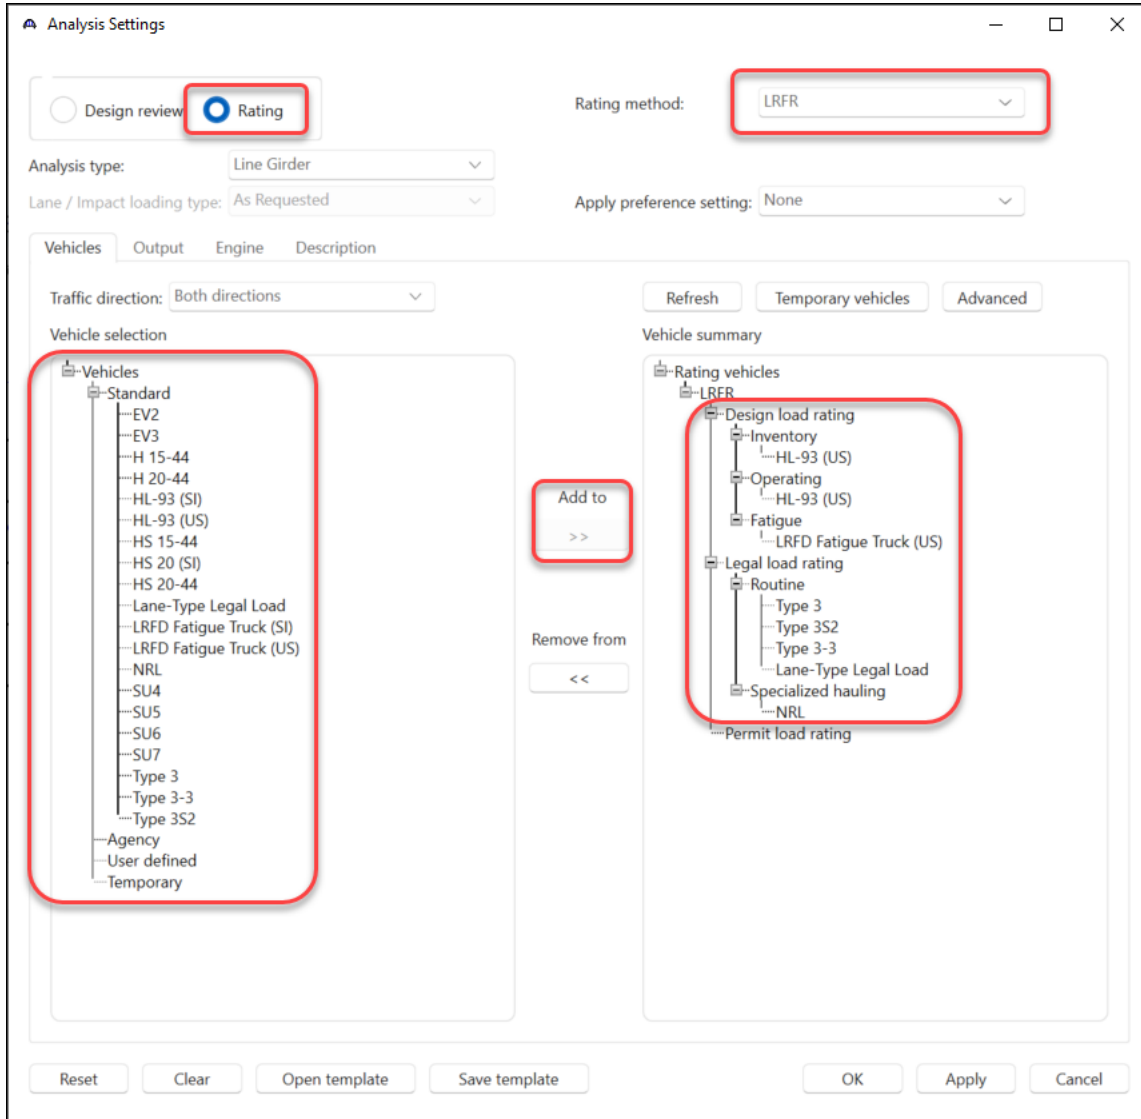 Analysis Settings
Design review
Rating
Rating method:
LRFR
Analysis type:
Line Girder
Lane / Impact loading type:
As Requested
Apply preference setting:
None
Vehicles
Output
Engine
Description
Traffic direction:
Both directions
Refresh
Temporary vehicles
Advanced
Vehicle selection
Vehicles
Standard
EV2
EV3
H 15-44
H 20-44
HL-93 (SI)
HL-93 (US)
HS 15-44
HS 20 (SI)
HS 20-44
Lane-Type Legal Load
LRFD Fatigue Truck (SI)
LRFD Fatigue Truck (US)
NRL
SU4
SU5
SU6
SU7
Type 3
Type 3-3
Type 3S2
Agency
User defined
Temporary
Add to
>>
Remove from
<<
Vehicle summary
Rating vehicles
LRFR
Design load rating
Inventory
HL-93 (US)
Operating
HL-93 (US)
Fatigue
LRFD Fatigue Truck (US)
Legal load rating
Routine
Type 3
Type 3S2
Type 3-3
Lane-Type Legal Load
Specialized hauling
NRL
Permit load rating
Reset
Clear
Open template
Save template
OK
Apply
Cancel